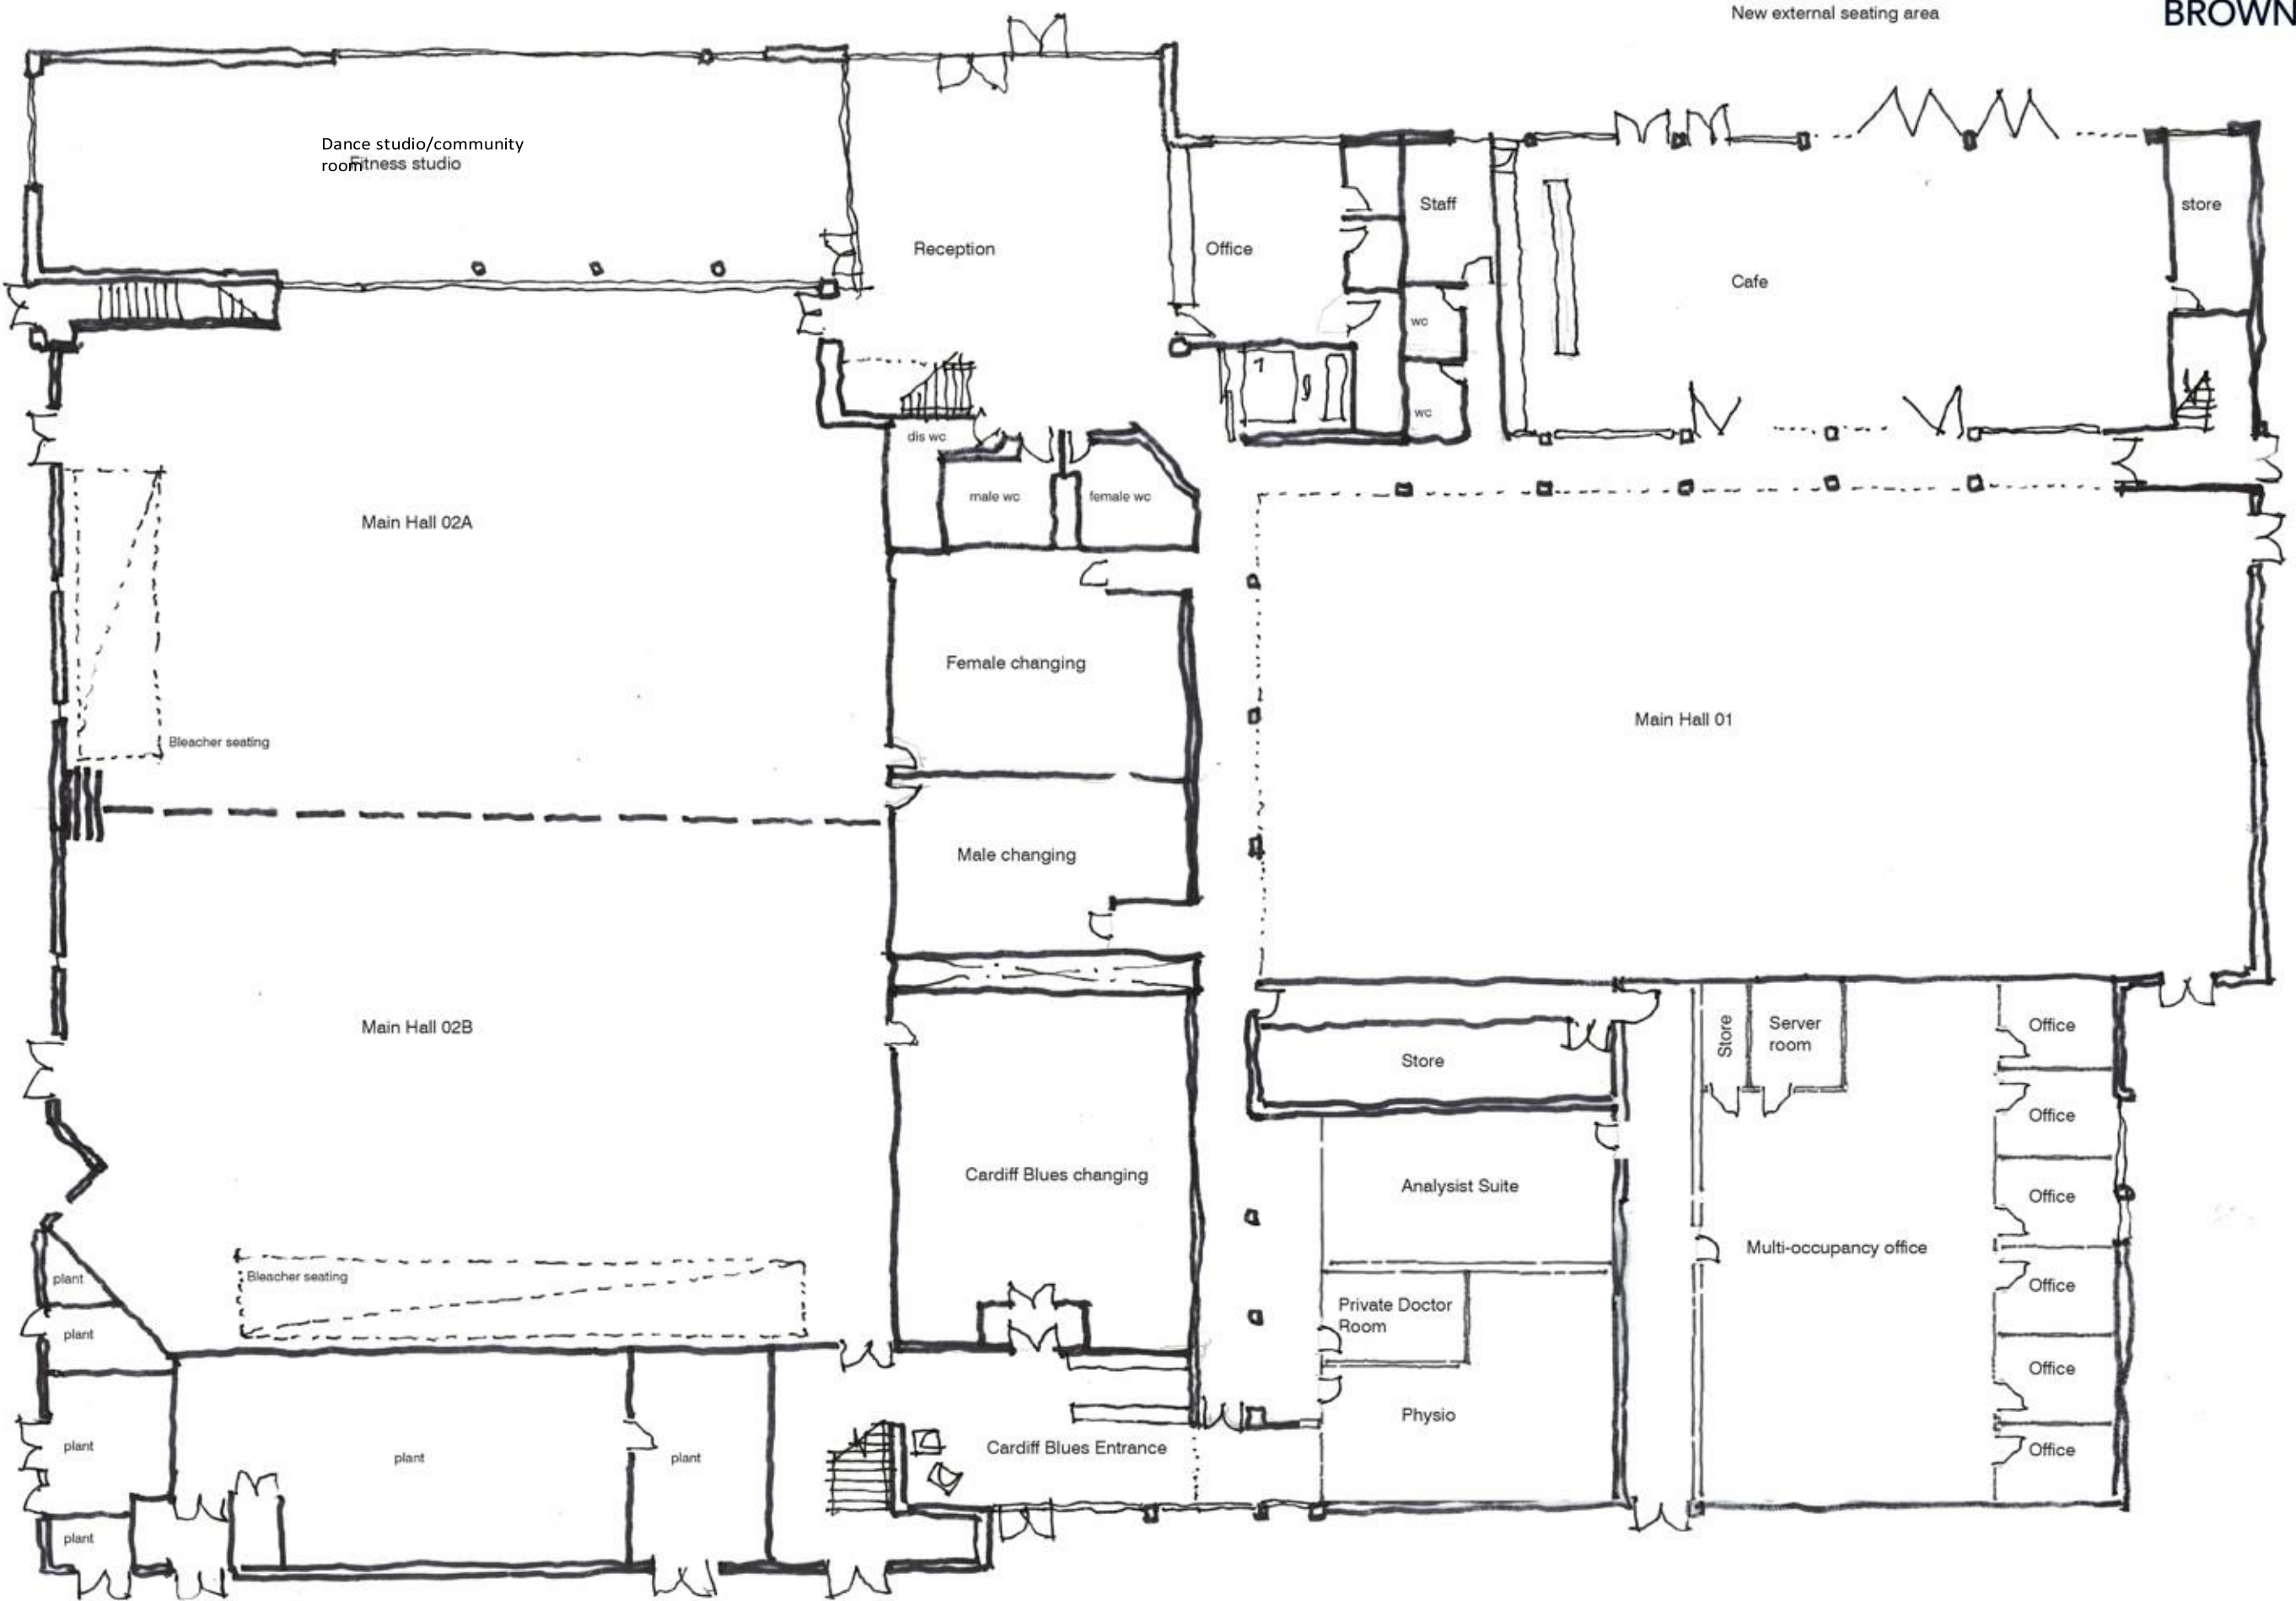 New external seating area
BROWN
Dance studio/community
room
Fitness studio
Staff
store
Reception
Office
Cafe
wc
wc
dis wc
male wc
female wc
Main Hall 02A
Female changing
Main Hall 01
Bleacher seating
Male changing
Main Hall 02B
Store
Server
room
Office
Store
Office
Cardiff Blues changing
Analysist Suite
Office
Multi-occupancy office
plant
Bleacher seating
Office
Private Doctor
Room
plant
Office
Physio
plant
Cardiff Blues Entrance
Office
plant
plant
plant